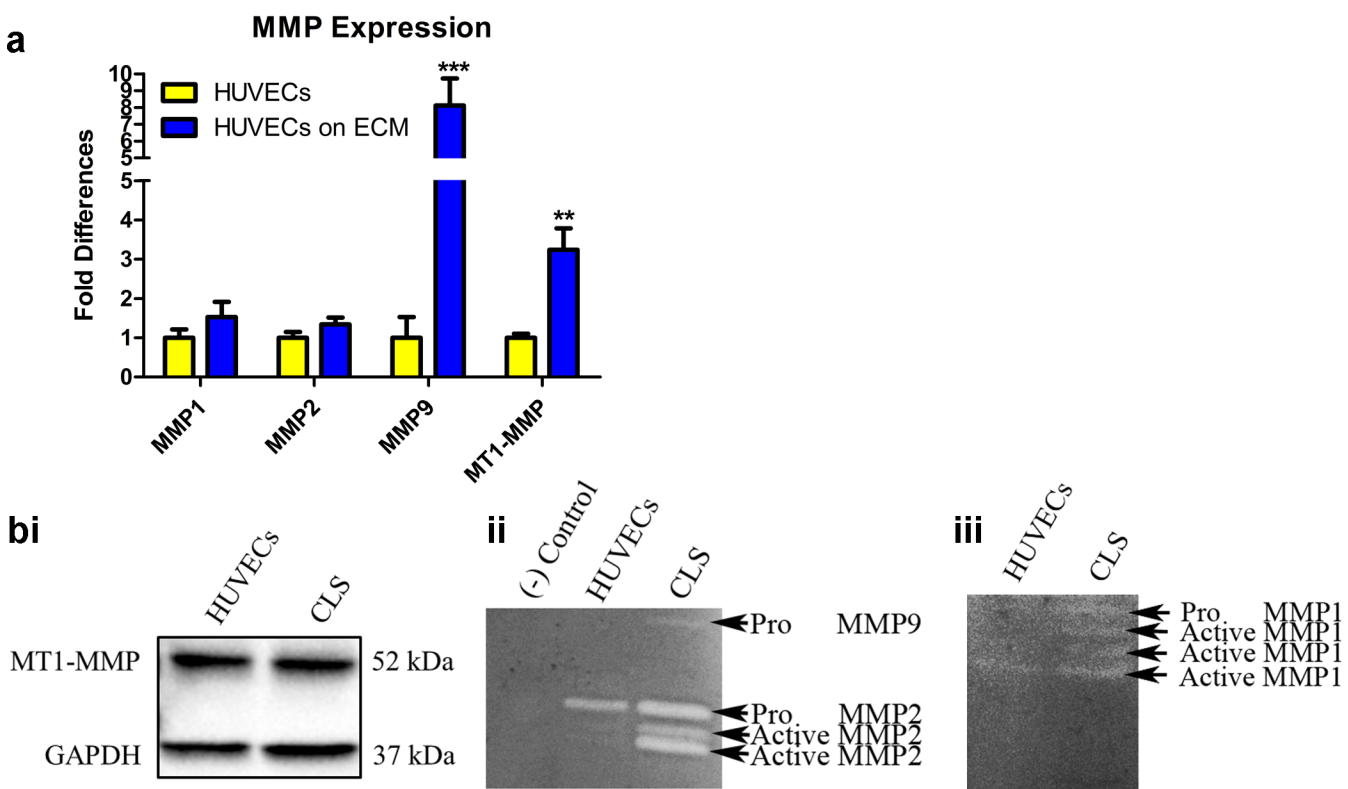 a
MMP Expression
10
9
8
7
6
5
5
4
3
2
1
0
Fold Differences
HUVECs
HUVECs on ECM
***
**
MMP1
MMP2
MMP9
MT1-MMP
bi
HUVECs
CLS
MT1-MMP
52 kDa
GAPDH
37 kDa
ii
(-) Control
HUVECs
CLS
Pro MMP9
Pro MMP2
Active MMP2
Active MMP2
iii
HUVECs
CLS
Pro MMP1
Active MMP1
Active MMP1
Active MMP1